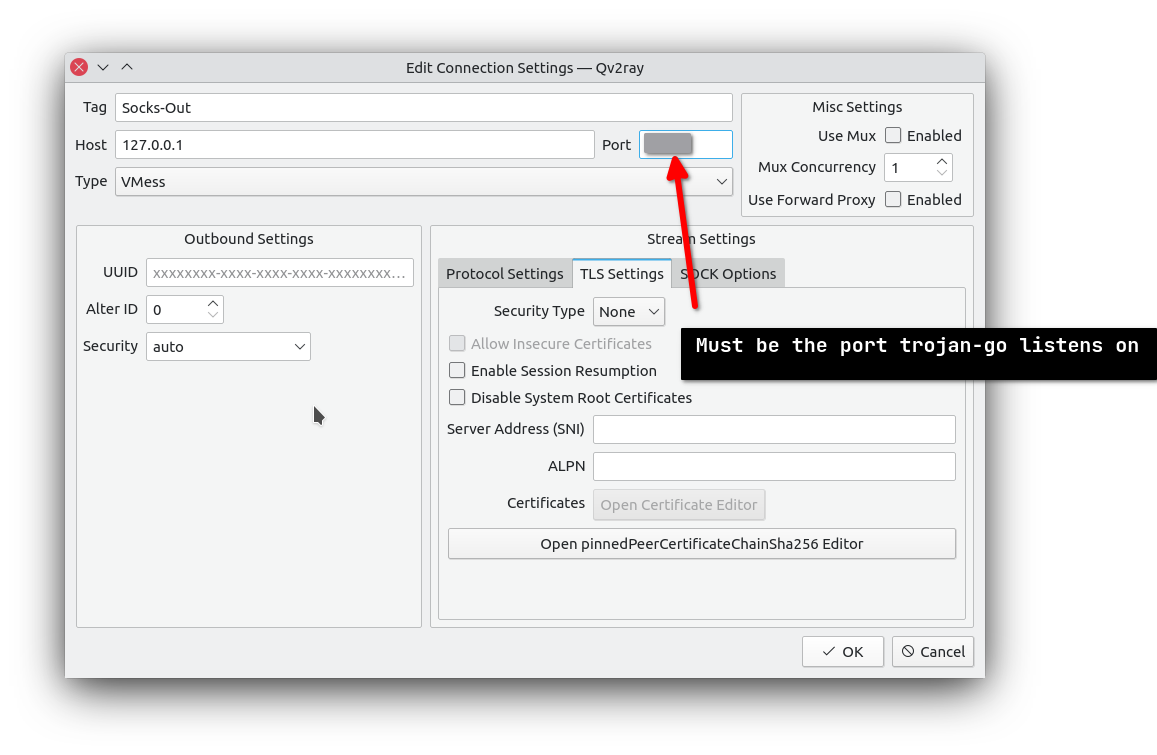 Edit Connection Settings — Qv2ray
Tag Socks-Out
Host 127.0.0.1 Port
Type VMess
Misc Settings
Use Mux Enabled
Mux Concurrency 1
Use Forward Proxy Enabled
Outbound Settings
UUID xxxxxxxx-xxxx-xxxx-xxxx-xxxxxxxx...
Alter ID 0
Security auto
Stream Settings
Protocol Settings TLS Settings SOCK Options
Security Type None
Allow Insecure Certificates
Enable Session Resumption
Disable System Root Certificates
Server Address (SNI)
ALPN
Certificates Open Certificate Editor
Open pinnedPeerCertificateChainSha256 Editor
Must be the port trojan-go listens on
OK Cancel